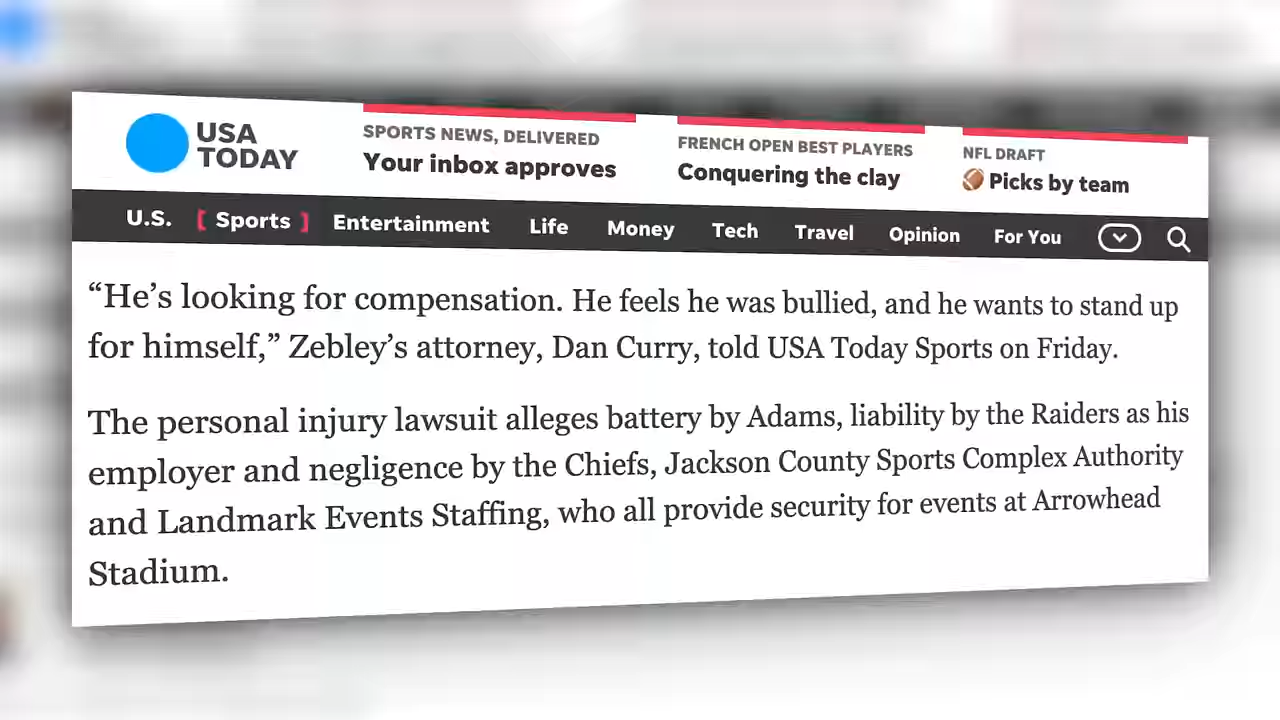 USA
TODAY
SPORTS NEWS, DELIVERED
Your inbox approves
FRENCH OPEN BEST PLAYERS
Conquering the clay
NFL DRAFT
🏈 Picks by team
U.S. [ Sports ] Entertainment Life Money Tech Travel Opinion For You
“He’s looking for compensation. He feels he was bullied, and he wants to stand up
for himself,” Zebley’s attorney, Dan Curry, told USA Today Sports on Friday.
The personal injury lawsuit alleges battery by Adams, liability by the Raiders as his
employer and negligence by the Chiefs, Jackson County Sports Complex Authority
and Landmark Events Staffing, who all provide security for events at Arrowhead
Stadium.